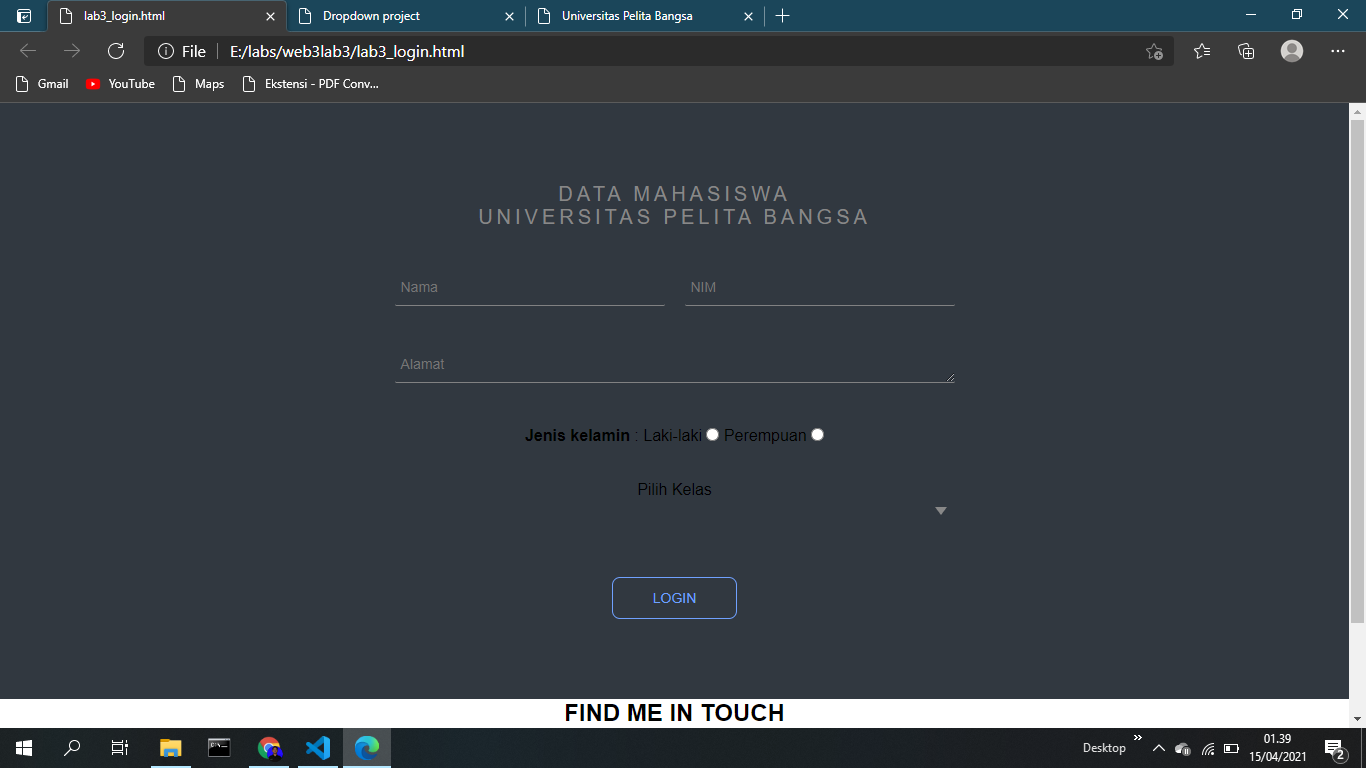 lab3_login.html
Dropdown project
Universitas Pelita Bangsa
File
E:/labs/web3lab3/lab3_login.html
Gmail
YouTube
Maps
Ekstensi - PDF Conv...
DATA MAHASISWA
UNIVERSITAS PELITA BANGSA
Nama
NIM
Alamat
Jenis kelamin : Laki-laki Perempuan
Pilih Kelas
LOGIN
FIND ME IN TOUCH
Desktop
01.39
15/04/2021
2